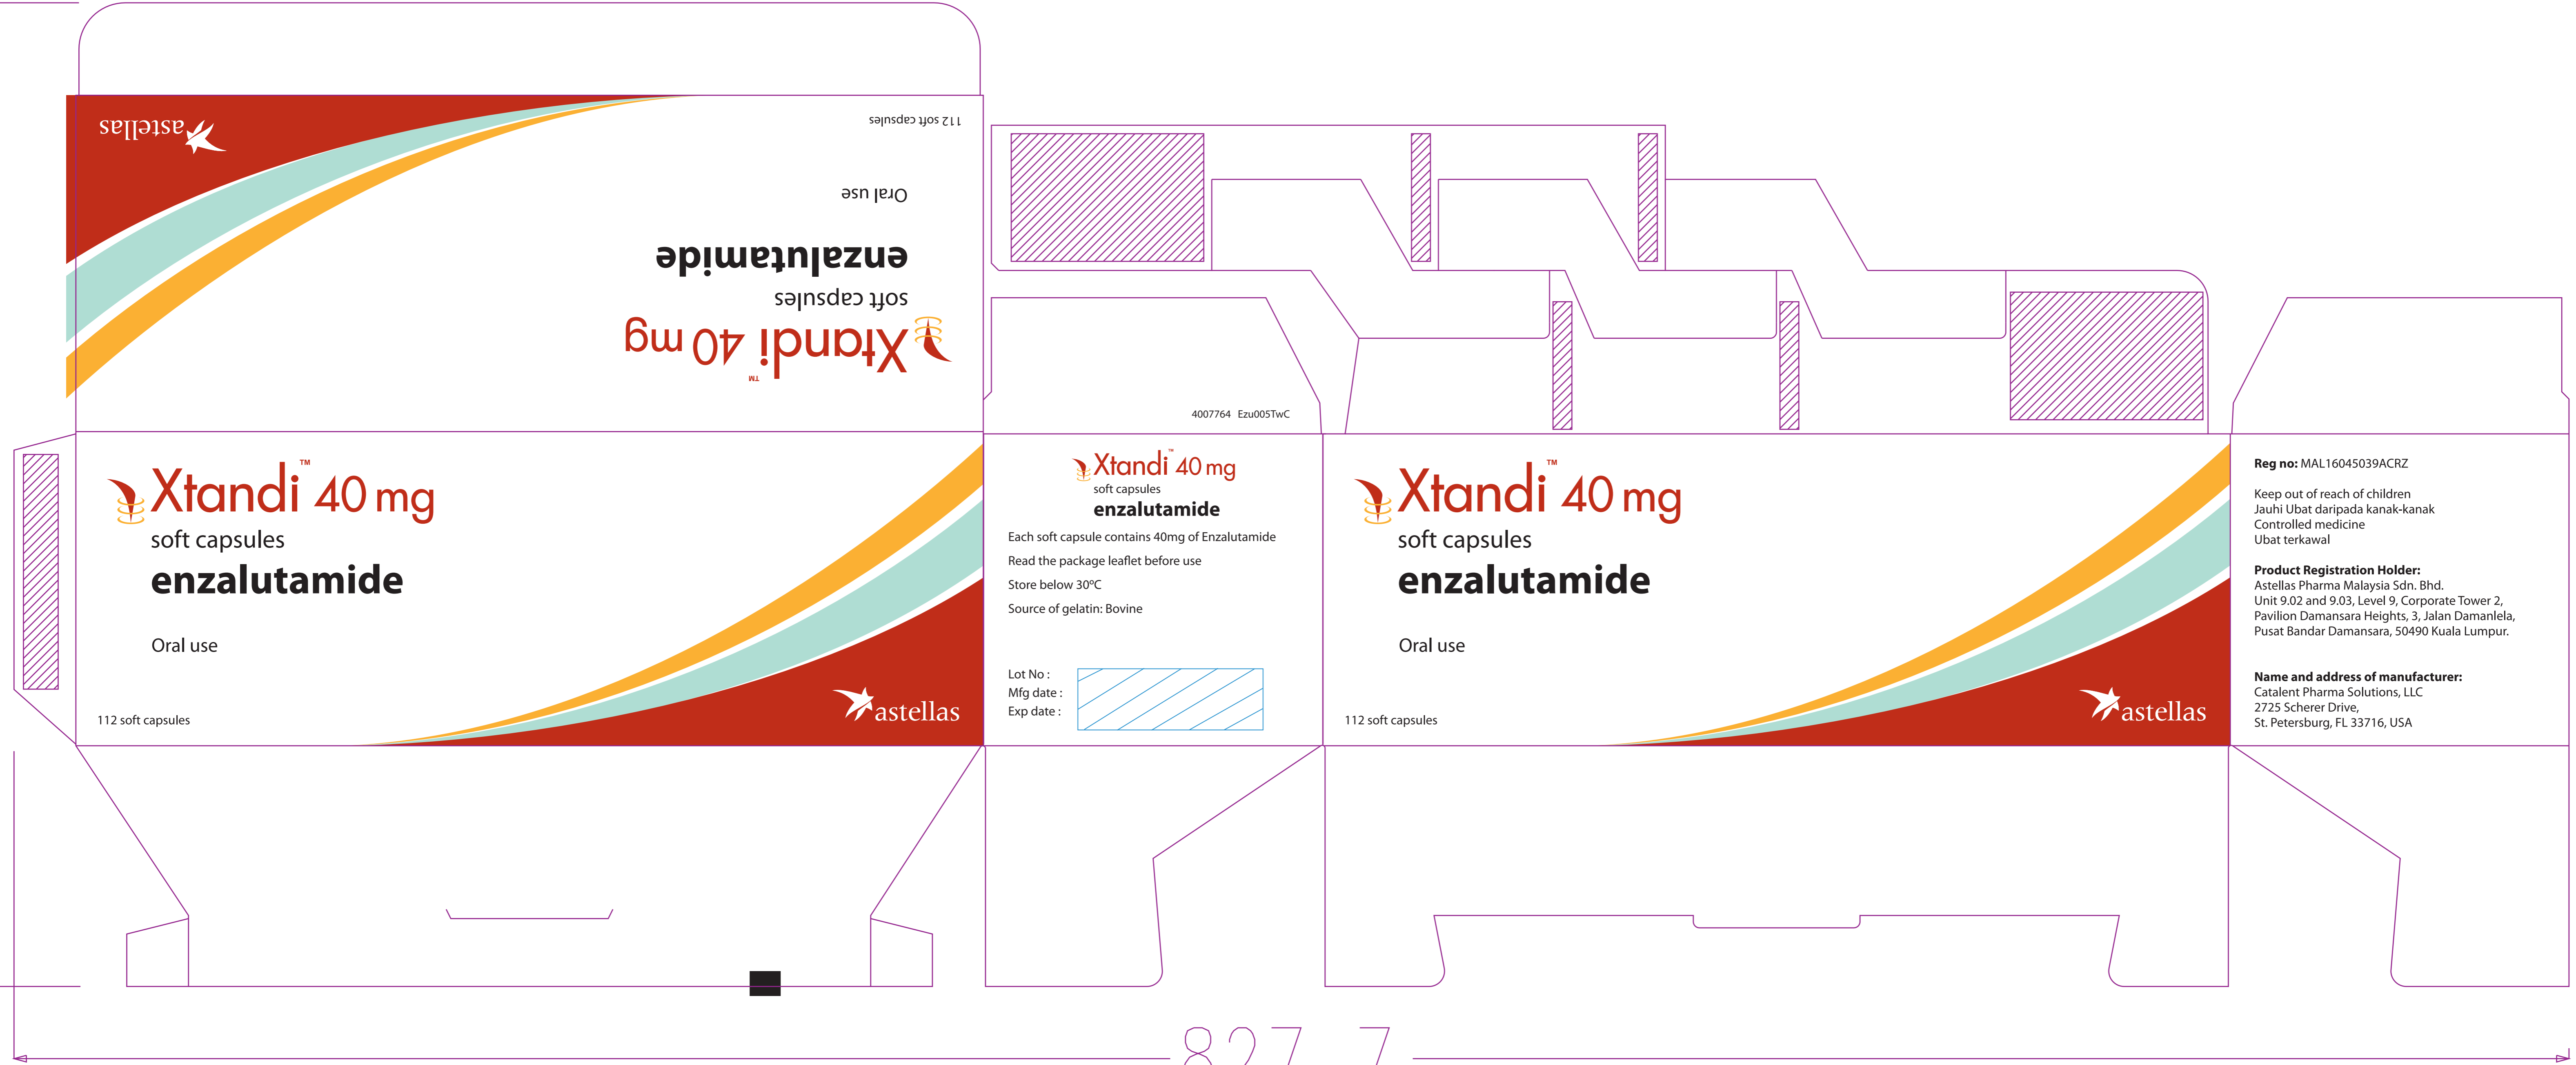 astellas
112 soft capsules
Oral use
enzalutamide
soft capsules
Xtandi™ 40 mg
4007764 Ezu005TwC
Xtandi™ 40 mg
soft capsules
enzalutamide
Oral use
astellas
112 soft capsules
Xtandi™ 40 mg
soft capsules
enzalutamide
Each soft capsule contains 40mg of Enzalutamide
Read the package leaflet before use
Store below 30ºC
Source of gelatin: Bovine
Lot No :
Mfg date :
Exp date :
Xtandi™ 40 mg
soft capsules
enzalutamide
Oral use
astellas
112 soft capsules
Reg no: MAL16045039ACRZ
Keep out of reach of children
Jauhi Ubat daripada kanak-kanak
Controlled medicine
Ubat terkawal
Product Registration Holder:
Astellas Pharma Malaysia Sdn. Bhd.
Unit 9.02 and 9.03, Level 9, Corporate Tower 2,
Pavilion Damansara Heights, 3, Jalan Damanlela,
Pusat Bandar Damansara, 50490 Kuala Lumpur.
Name and address of manufacturer:
Catalent Pharma Solutions, LLC
2725 Scherer Drive,
St. Petersburg, FL 33716, USA